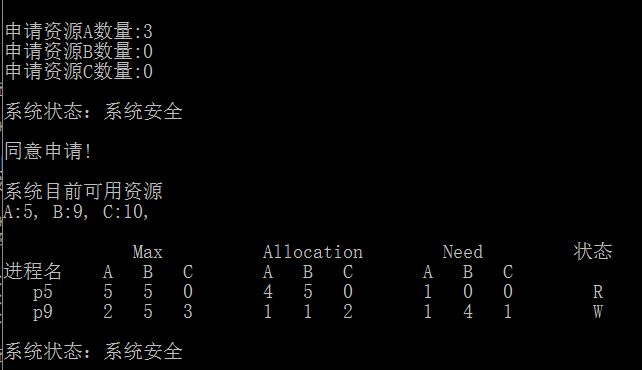 申请资源A数量:3
申请资源B数量:0
申请资源C数量:0
系统状态: 系统安全
同意申请!
系统目前可用资源
A:5, B:9, C:10,
Max Allocation Need 状态
进程名 A B C A B C A B C
p5 5 5 0 4 5 0 1 0 0 R
p9 2 5 3 1 1 2 1 4 1 W
系统状态: 系统安全